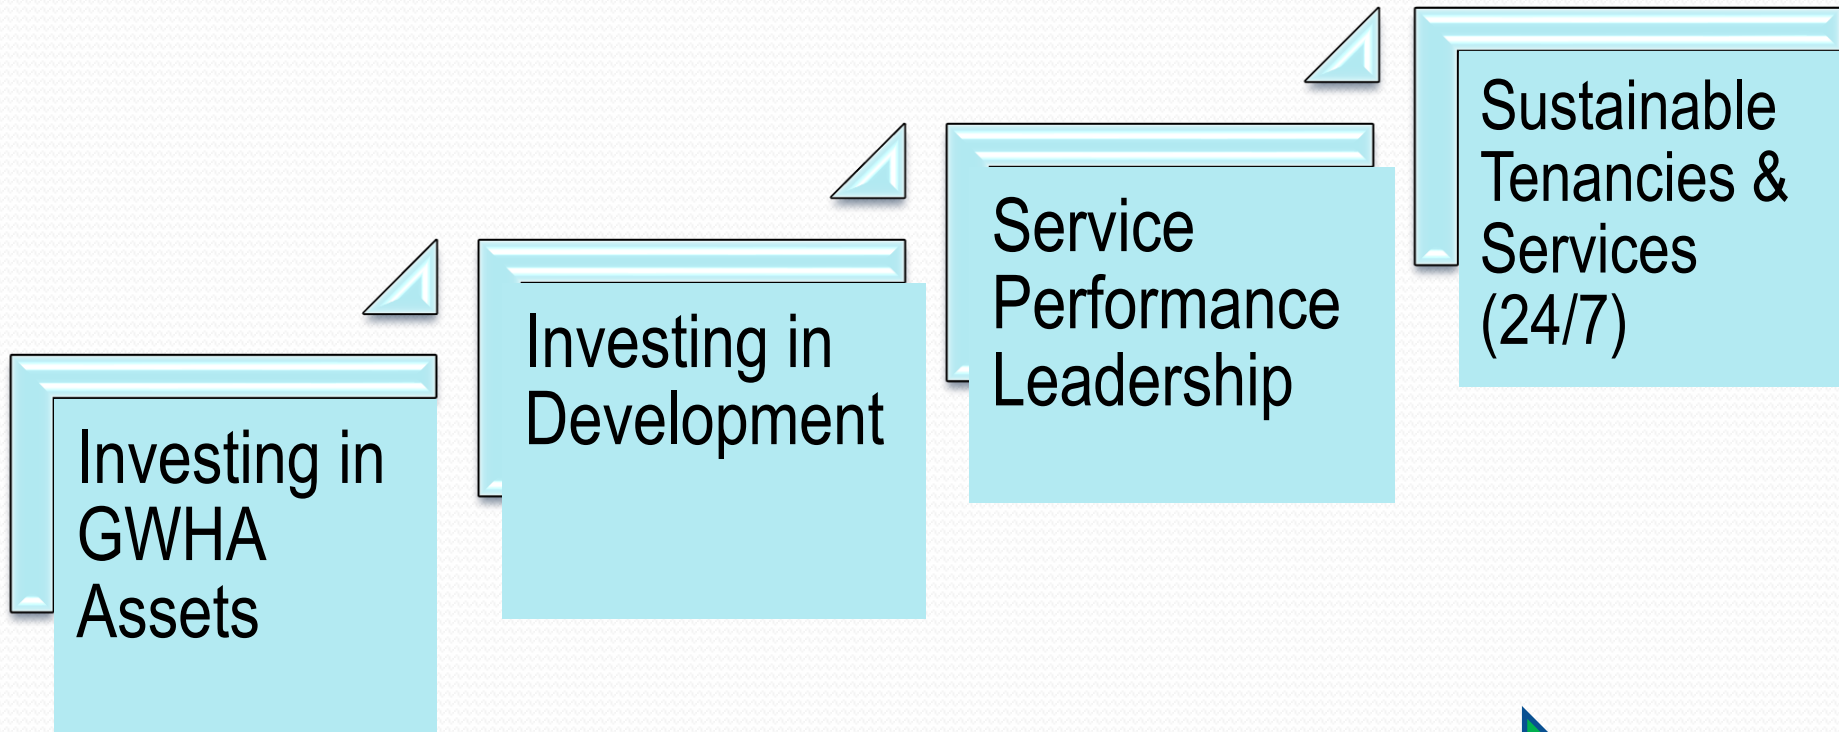 Investing in
GWHA
Assets
Investing in
Development
Service
Performance
Leadership
Sustainable
Tenancies &
Services
(24/7)